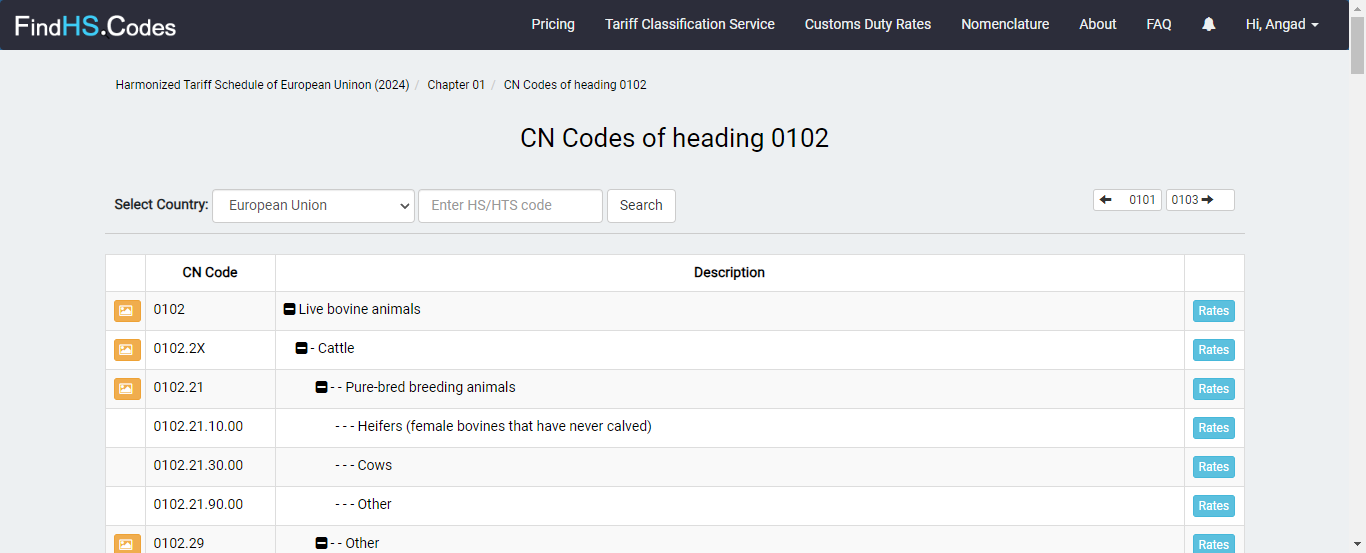 FindHS.Codes Pricing Tariff Classification Service Customs Duty Rates Nomenclature About FAQ Hi, Angad
Harmonized Tariff Schedule of European Uninon (2024) / Chapter 01 / CN Codes of heading 0102
CN Codes of heading 0102
Select Country: European Union Enter HS/HTS code Search 0101 0103
CN Code Description
0102 Live bovine animals Rates
0102.2X - Cattle Rates
0102.21 - - Pure-bred breeding animals Rates
0102.21.10.00 - - - Heifers (female bovines that have never calved) Rates
0102.21.30.00 - - - Cows Rates
0102.21.90.00 - - - Other Rates
0102.29 - - Other Rates